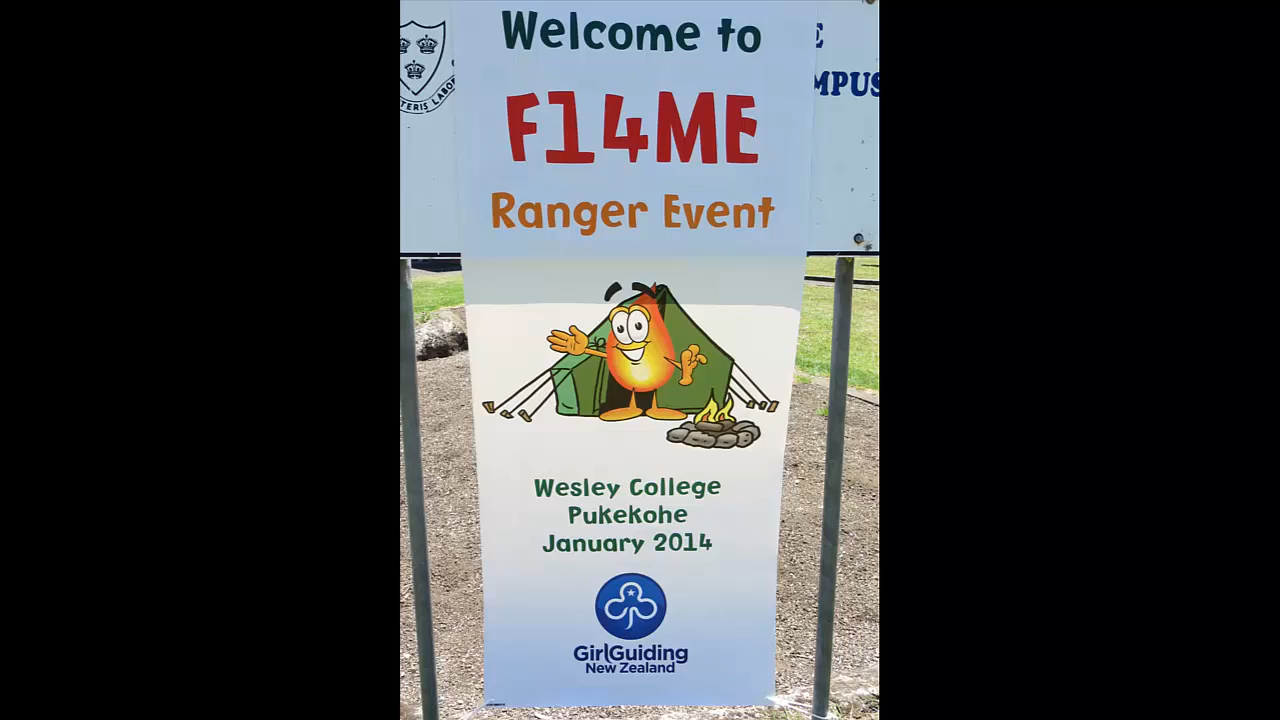 Welcome to
F14ME
Ranger Event
Wesley College
Pukekohe
January 2014
GirlGuiding
New Zealand